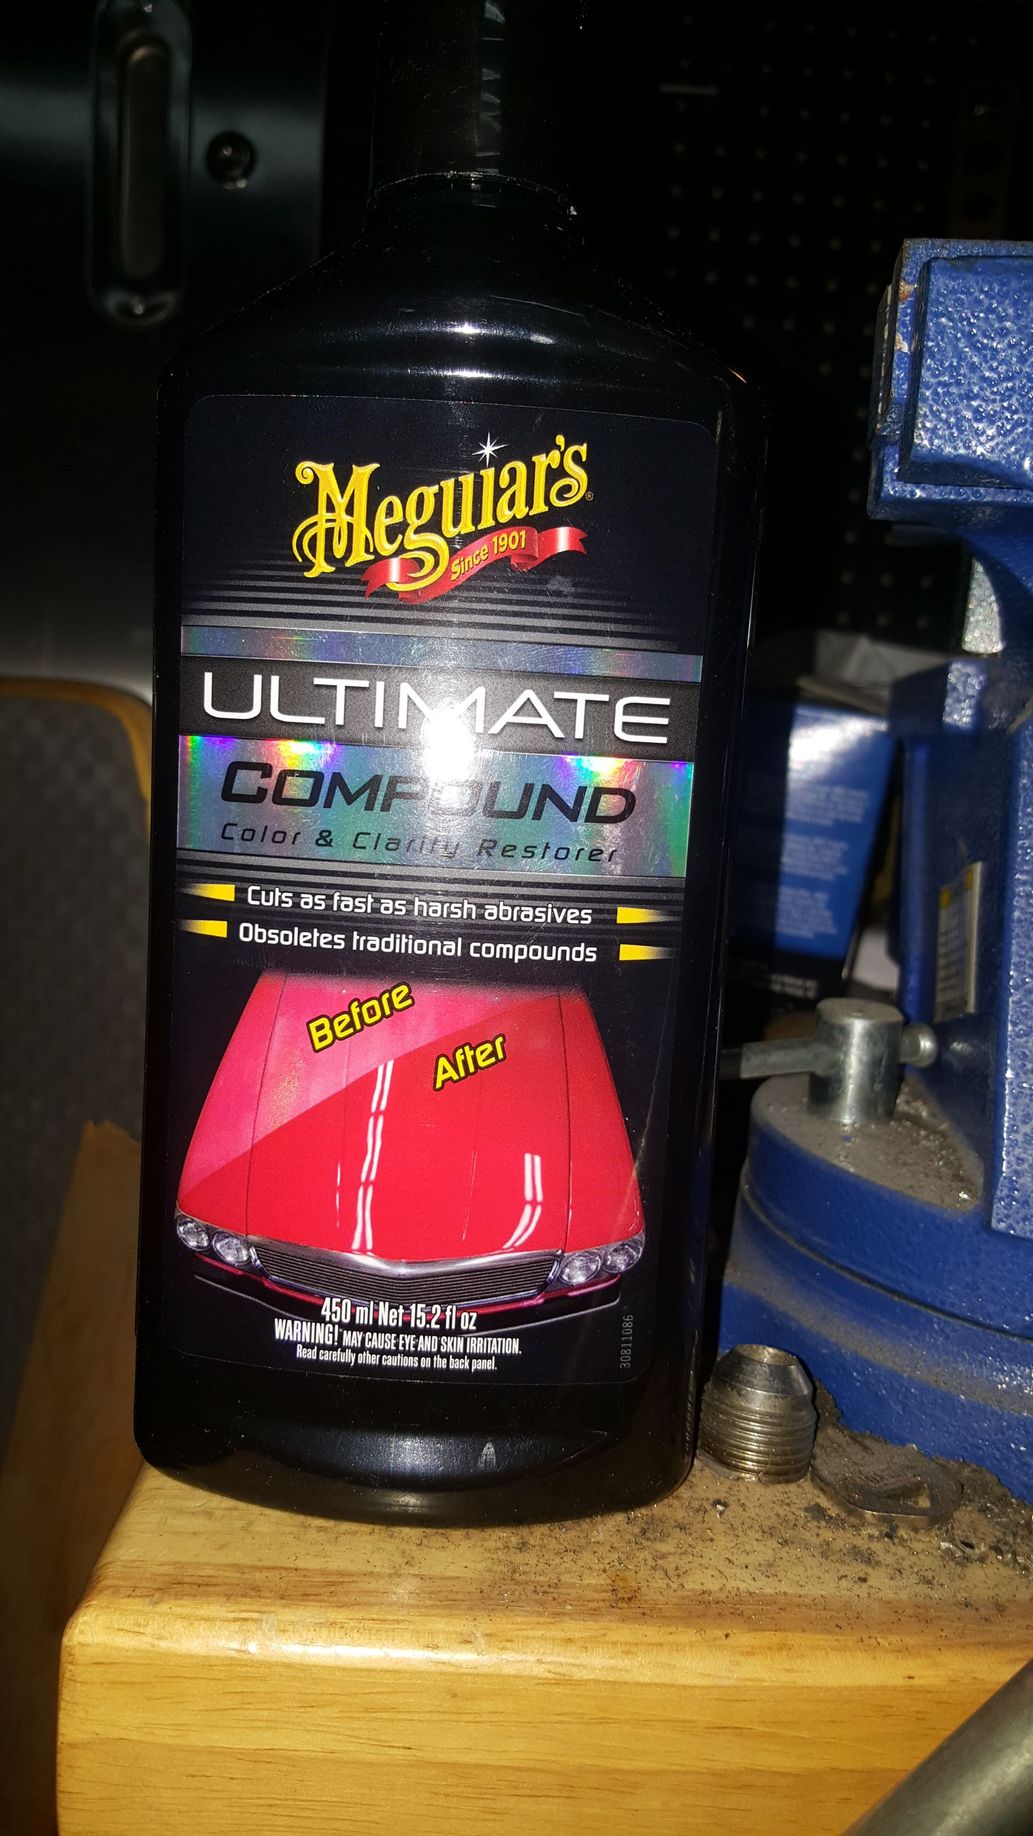 Meguiar's
Since 1901
ULTIMATE
COMPOUND
Color & Clarity Restorer
Cuts as fast as harsh abrasives
Obsoletes traditional compounds
Before
After
450 ml Net 15.2 fl oz
WARNING! MAY CAUSE EYE AND SKIN IRRITATION.
Read carefully other cautions on the back panel.
30811086